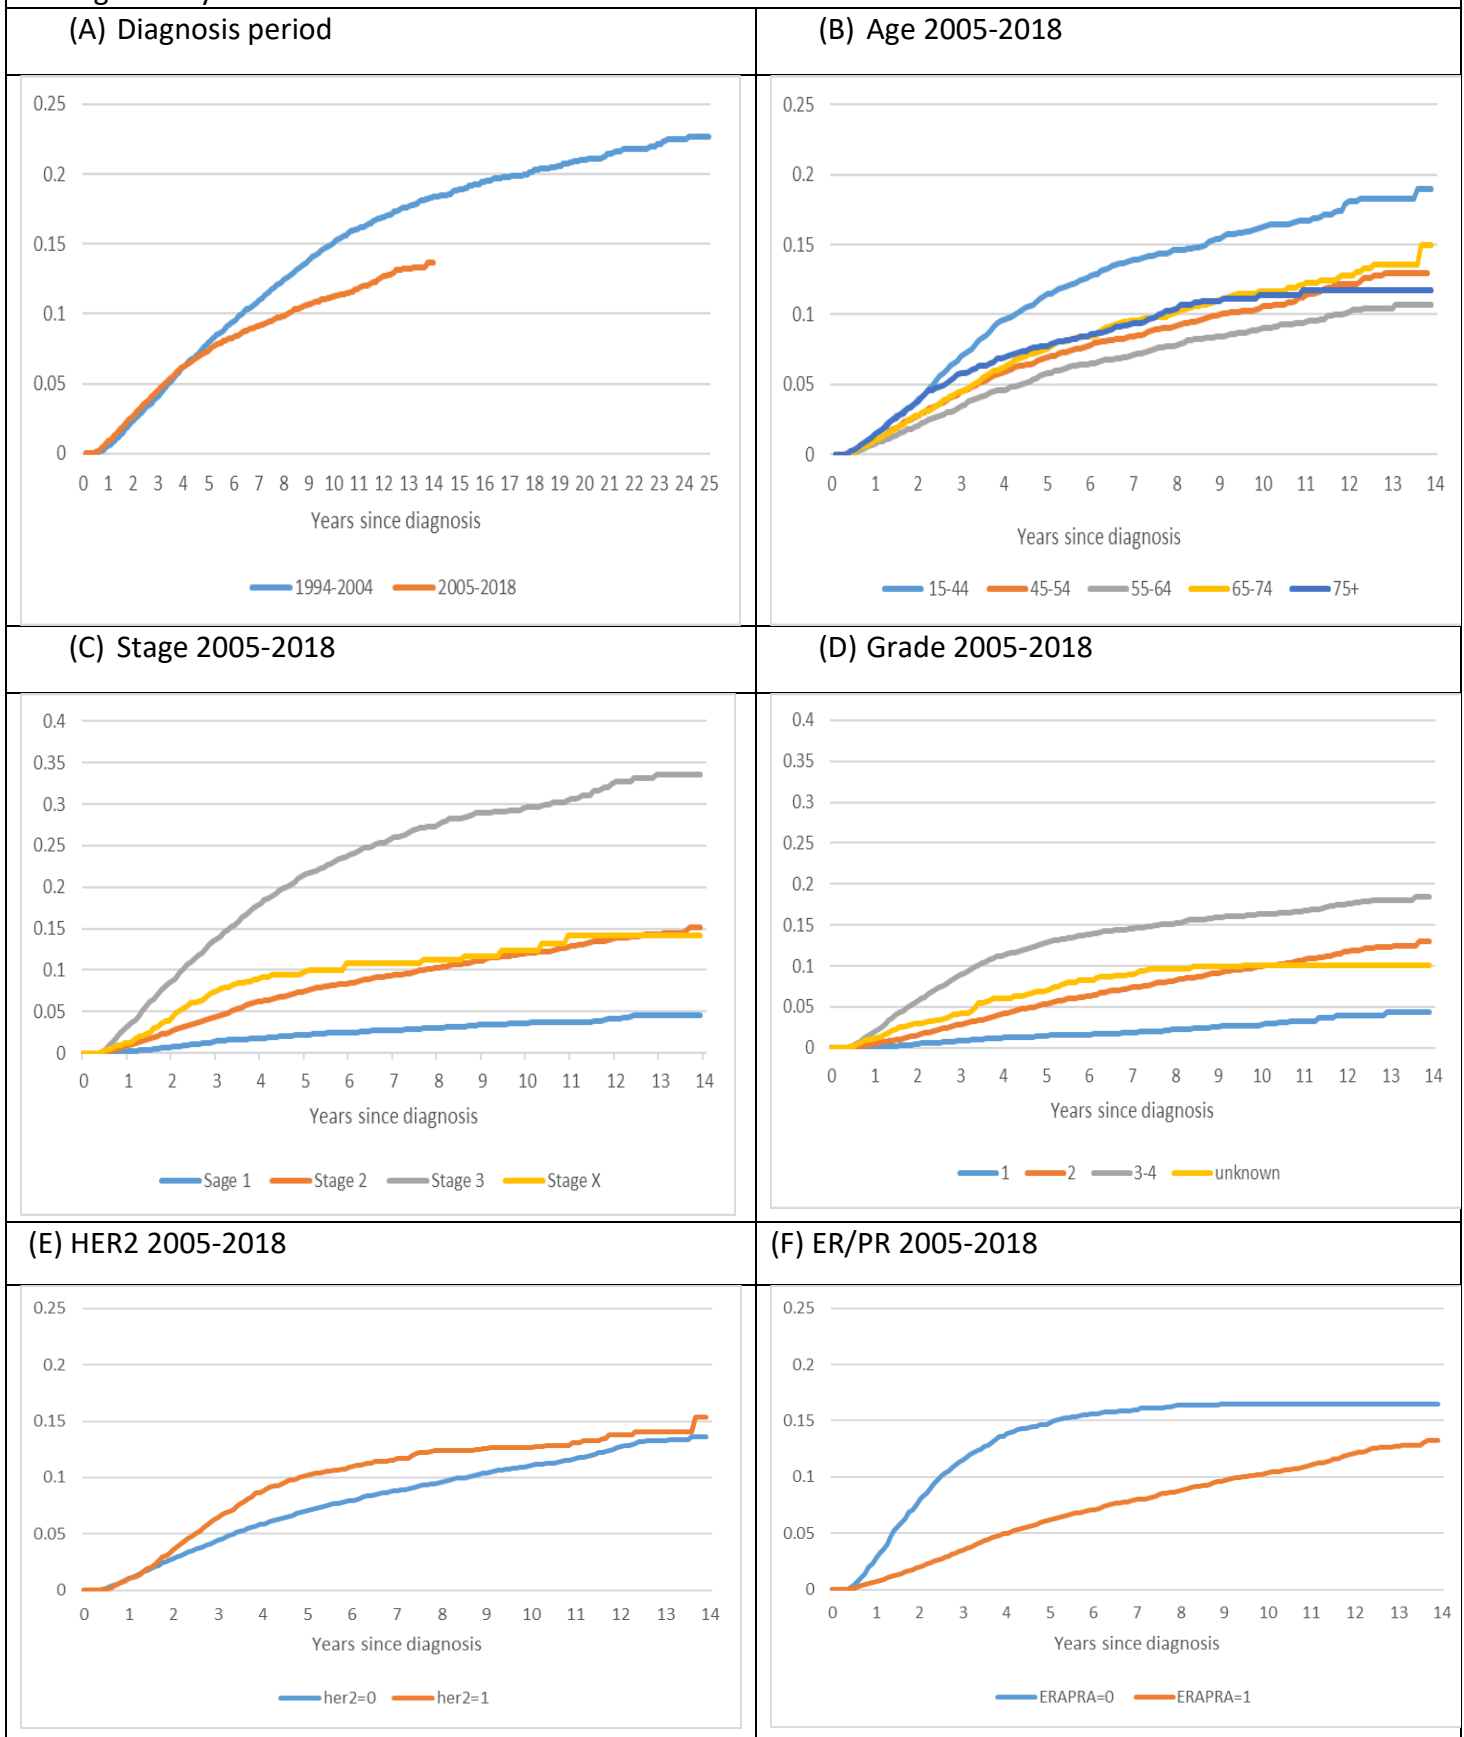 (A) Diagnosis period
(B) Age 2005-2018
0.25
0.2
0.15
0.1
0.05
0
0 1 2 3 4 5 6 7 8 9 10 11 12 13 14 15 16 17 18 19 20 21 22 23 24 25
Years since diagnosis
1994-2004 2005-2018
0.25
0.2
0.15
0.1
0.05
0
0 1 2 3 4 5 6 7 8 9 10 11 12 13 14
Years since diagnosis
15-44 45-54 55-64 65-74 75+
(C) Stage 2005-2018
(D) Grade 2005-2018
0.4
0.35
0.3
0.25
0.2
0.15
0.1
0.05
0
0 1 2 3 4 5 6 7 8 9 10 11 12 13 14
Years since diagnosis
Sage 1 Stage 2 Stage 3 Stage X
0.4
0.35
0.3
0.25
0.2
0.15
0.1
0.05
0
0 1 2 3 4 5 6 7 8 9 10 11 12 13 14
Years since diagnosis
1 2 3-4 unknown
(E) HER2 2005-2018
(F) ER/PR 2005-2018
0.25
0.2
0.15
0.1
0.05
0
0 1 2 3 4 5 6 7 8 9 10 11 12 13 14
Years since diagnosis
her2=0 her2=1
0.25
0.2
0.15
0.1
0.05
0
0 1 2 3 4 5 6 7 8 9 10 11 12 13 14
Years since diagnosis
ERAPRA=0 ERAPRA=1